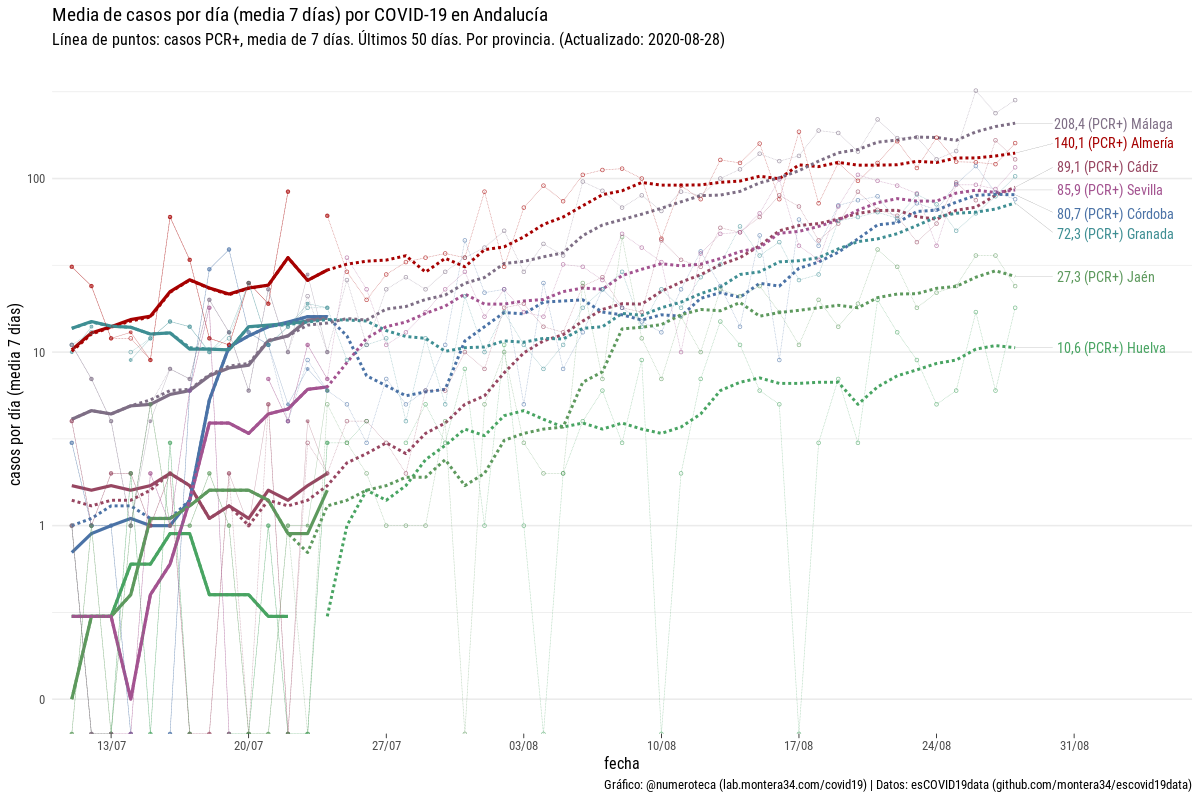 Media de casos por día (media 7 días) por COVID-19 en Andalucía
Línea de puntos: casos PCR+, media de 7 días. Últimos 50 días. Por provincia. (Actualizado: 2020-08-28)
casos por día (media 7 días)
100
10
1
0
208,4 (PCR+) Málaga
140,1 (PCR+) Almería
89,1 (PCR+) Cádiz
85,9 (PCR+) Sevilla
80,7 (PCR+) Córdoba
72,3 (PCR+) Granada
27,3 (PCR+) Jaén
10,6 (PCR+) Huelva
13/07
20/07
27/07
03/08
10/08
17/08
24/08
31/08
fecha
Gráfico: @numeroteca (lab.montera34.com/covid19) | Datos: esCOVID19data (github.com/montera34/escovid19data)